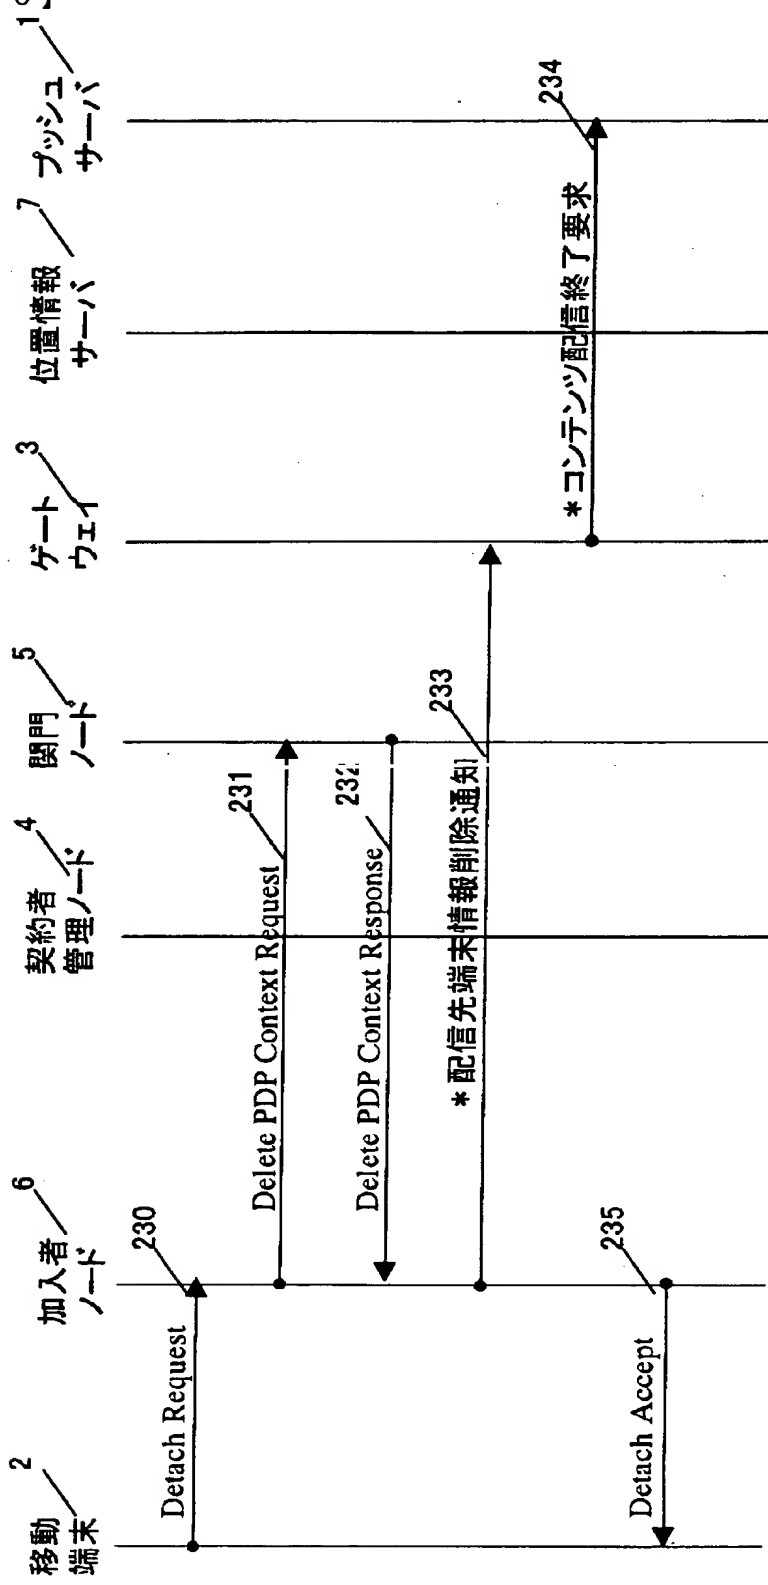 移動
端末
2
加入者
ノード
6
契約者
管理ノード
4
関門
ノード
5
ゲート
ウェイ
3
位置情報
サーバ
7
プッシュ
サーバ
1
Detach Request
230
Delete PDP Context Request
231
Delete PDP Context Response
232
*配信先端末情報削除通知
233
*コンテンツ配信終了要求
234
Detach Accept
235